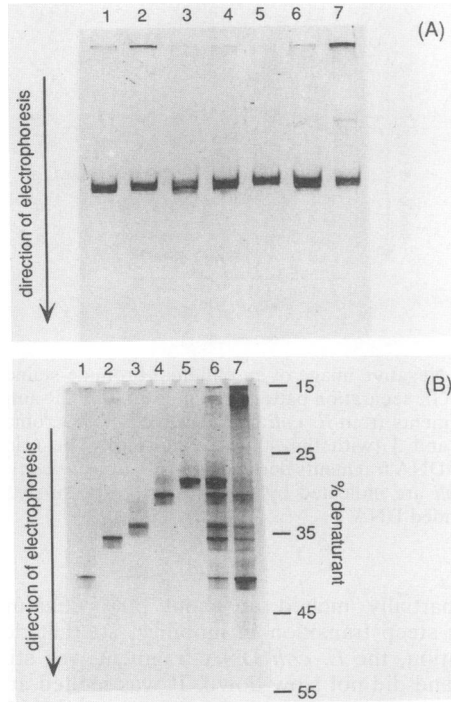 1 2 3 4 5 6 7
(A)
direction of electrophoresis
1 2 3 4 5 6 7
(B)
direction of electrophoresis
15
25
35
45
55
% denaturant